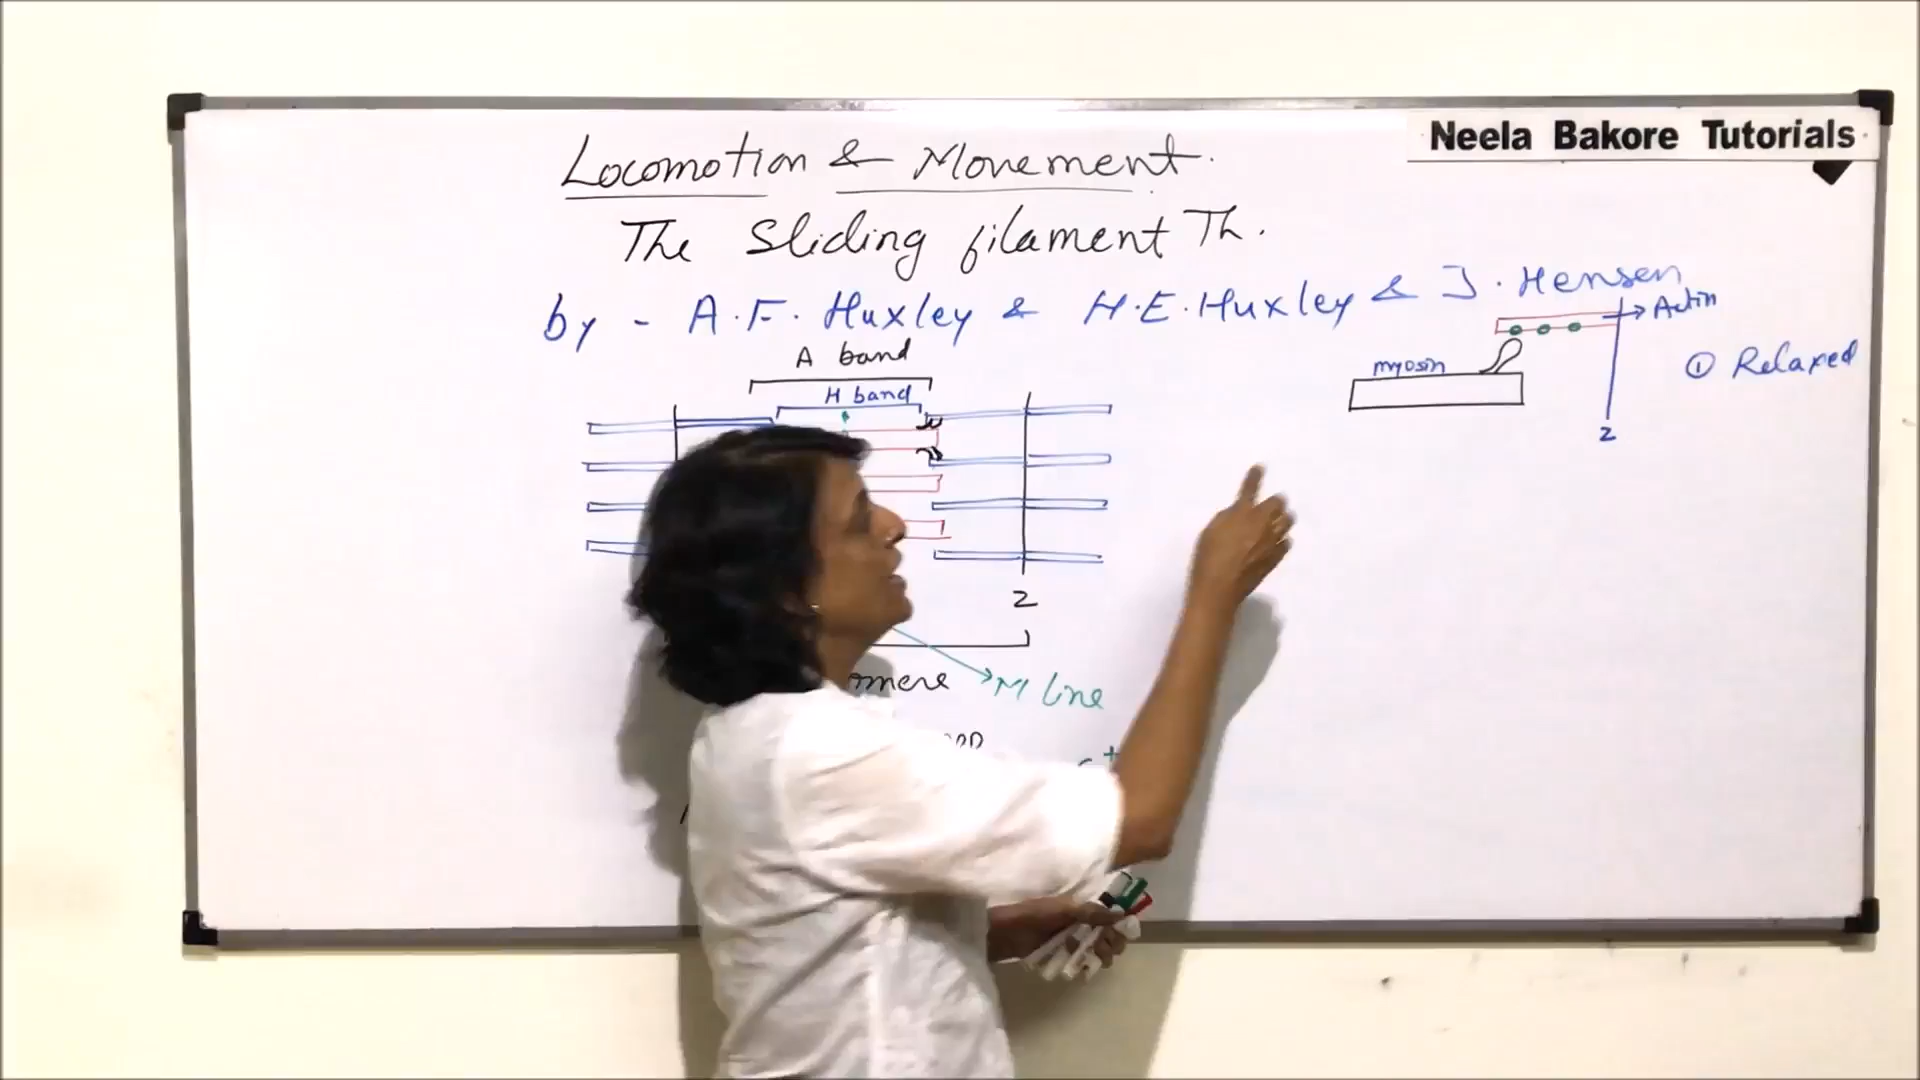 Neela Bakore Tutorials
Locomotion & Movement.
The Sliding filament Th.
by - A.F. Huxley & H.E. Huxley & J. Hensen
A band
H band
Actin
myosin
① Relaxed
Z
Z
M line